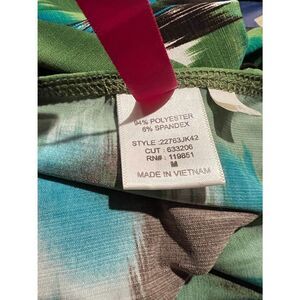 94% POLYESTER
6% SPANDEX
STYLE :22763JK42
CUT : 633206
RN# : 119851
M
MADE IN VIETNAM